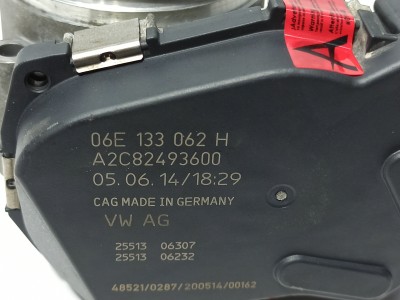 06E 133 062 H
A2C82493600
05.06.14/18:29
CAG MADE IN GERMANY
VW AG
25513 06307
25513 06232
48521/0287/200514/00162
A